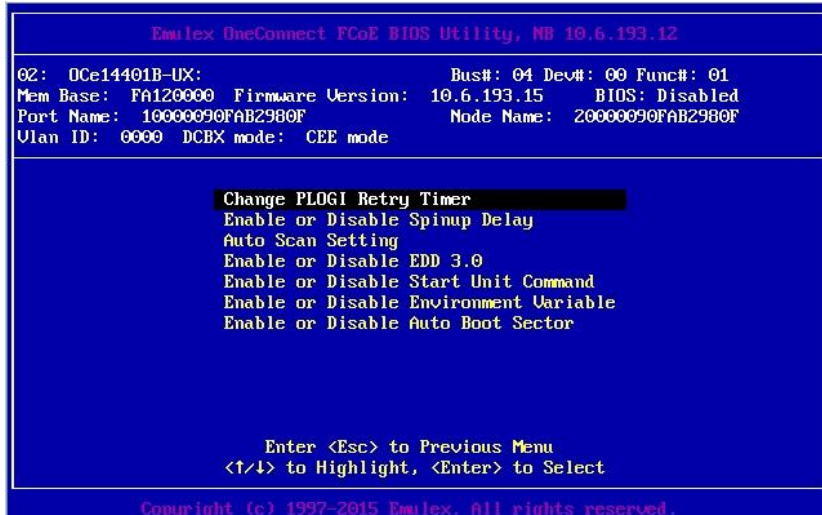 Emulex OneConnect FCoE BIOS Utility, NB 10.6.193.12
02: OCe14401B-UX: Bus#: 04 Dev#: 00 Func#: 01
Mem Base: FA120000 Firmware Version: 10.6.193.15 BIOS: Disabled
Port Name: 10000090FAB2980F Node Name: 20000090FAB2980F
Vlan ID: 0000 DCBX mode: CEE mode
Change PLOGI Retry Timer
Enable or Disable Spinup Delay
Auto Scan Setting
Enable or Disable EDD 3.0
Enable or Disable Start Unit Command
Enable or Disable Environment Variable
Enable or Disable Auto Boot Sector
Enter <Esc> to Previous Menu
<↑/↓> to Highlight, <Enter> to Select
Copyright (c) 1997-2015 Emulex. All rights reserved.